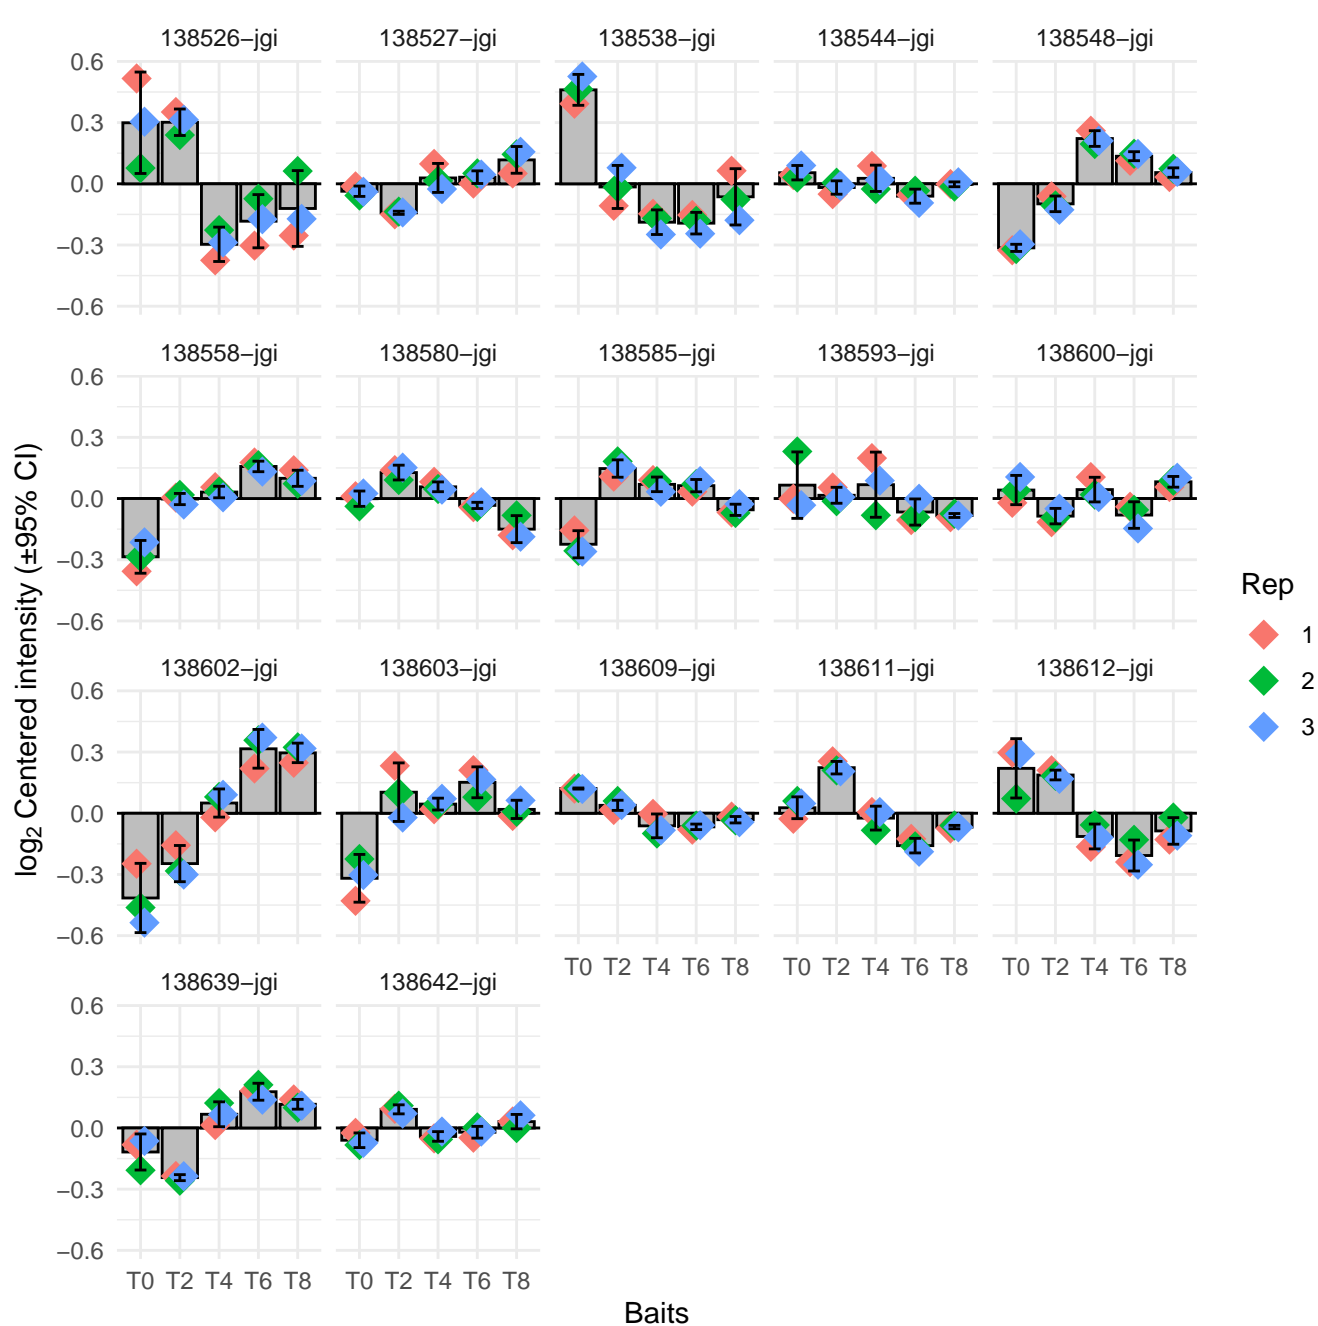 138526−jgi 138527−jgi 138538−jgi 138544−jgi 138548−jgi
0.6
0.3
0.0
−0.3
−0.6
138558−jgi 138580−jgi 138585−jgi 138593−jgi 138600−jgi
0.6
0.3
0.0
−0.3
−0.6
138602−jgi 138603−jgi 138609−jgi 138611−jgi 138612−jgi
0.6
0.3
0.0
−0.3
−0.6
T0 T2 T4 T6 T8 T0 T2 T4 T6 T8 T0 T2 T4 T6 T8
138639−jgi 138642−jgi
0.6
0.3
0.0
−0.3
−0.6
T0 T2 T4 T6 T8 T0 T2 T4 T6 T8
Baits
log₂ Centered intensity (±95% CI)
Rep
1
2
3